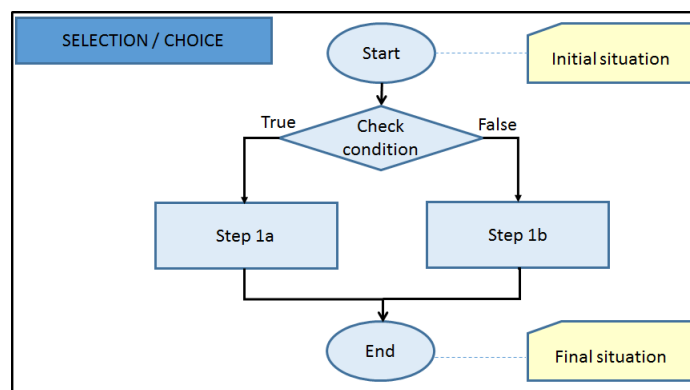 SELECTION / CHOICE
Start
Initial situation
True
Check
condition
False
Step 1a
Step 1b
End
Final situation